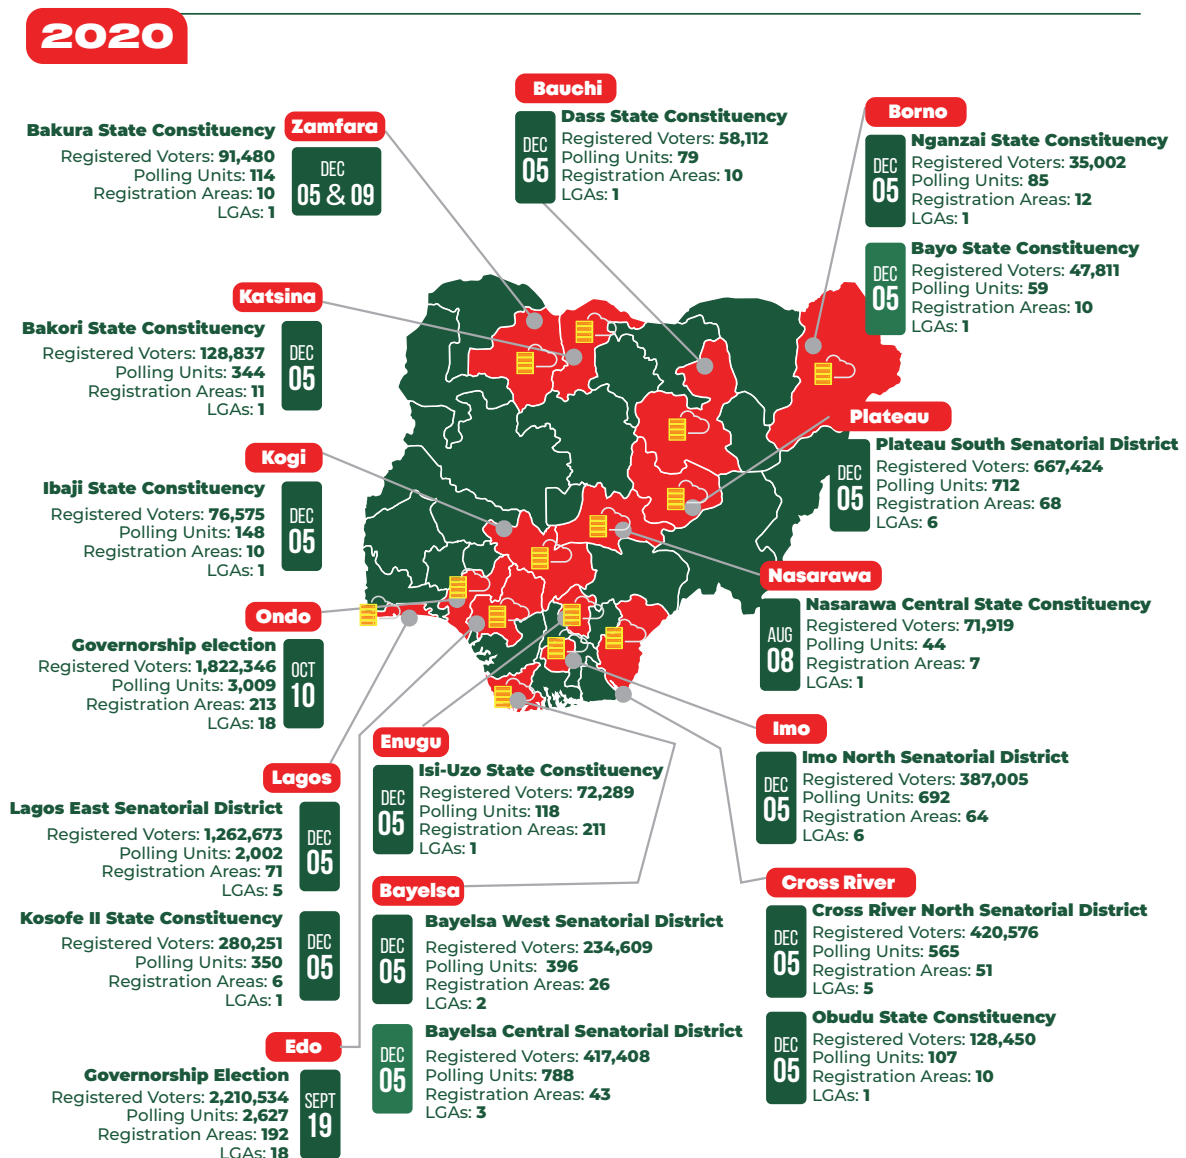 2020
Zamfara
Bakura State Constituency
Registered Voters: 91,480
Polling Units: 114
Registration Areas: 10
LGAs: 1
DEC
05 & 09
Bauchi
DEC
05
Dass State Constituency
Registered Voters: 58,112
Polling Units: 79
Registration Areas: 10
LGAs: 1
Borno
DEC
05
Nganzai State Constituency
Registered Voters: 35,002
Polling Units: 85
Registration Areas: 12
LGAs: 1
DEC
05
Bayo State Constituency
Registered Voters: 47,811
Polling Units: 59
Registration Areas: 10
LGAs: 1
Katsina
Bakori State Constituency
Registered Voters: 128,837
Polling Units: 344
Registration Areas: 11
LGAs: 1
DEC
05
Plateau
DEC
05
Plateau South Senatorial District
Registered Voters: 667,424
Polling Units: 712
Registration Areas: 68
LGAs: 6
Kogi
Ibaji State Constituency
Registered Voters: 76,575
Polling Units: 148
Registration Areas: 10
LGAs: 1
DEC
05
Nasarawa
AUG
08
Nasarawa Central State Constituency
Registered Voters: 71,919
Polling Units: 44
Registration Areas: 7
LGAs: 1
Ondo
Governorship election
Registered Voters: 1,822,346
Polling Units: 3,009
Registration Areas: 213
LGAs: 18
OCT
10
Enugu
DEC
05
Isi-Uzo State Constituency
Registered Voters: 72,289
Polling Units: 118
Registration Areas: 211
LGAs: 1
Imo
DEC
05
Imo North Senatorial District
Registered Voters: 387,005
Polling Units: 692
Registration Areas: 64
LGAs: 6
Lagos
Lagos East Senatorial District
Registered Voters: 1,262,673
Polling Units: 2,002
Registration Areas: 71
LGAs: 5
DEC
05
Kosofe II State Constituency
Registered Voters: 280,251
Polling Units: 350
Registration Areas: 6
LGAs: 1
DEC
05
Bayelsa
DEC
05
Bayelsa West Senatorial District
Registered Voters: 234,609
Polling Units: 396
Registration Areas: 26
LGAs: 2
DEC
05
Bayelsa Central Senatorial District
Registered Voters: 417,408
Polling Units: 788
Registration Areas: 43
LGAs: 3
Cross River
DEC
05
Cross River North Senatorial District
Registered Voters: 420,576
Polling Units: 565
Registration Areas: 51
LGAs: 5
DEC
05
Obudu State Constituency
Registered Voters: 128,450
Polling Units: 107
Registration Areas: 10
LGAs: 1
Edo
Governorship Election
Registered Voters: 2,210,534
Polling Units: 2,627
Registration Areas: 192
LGAs: 18
SEPT
19